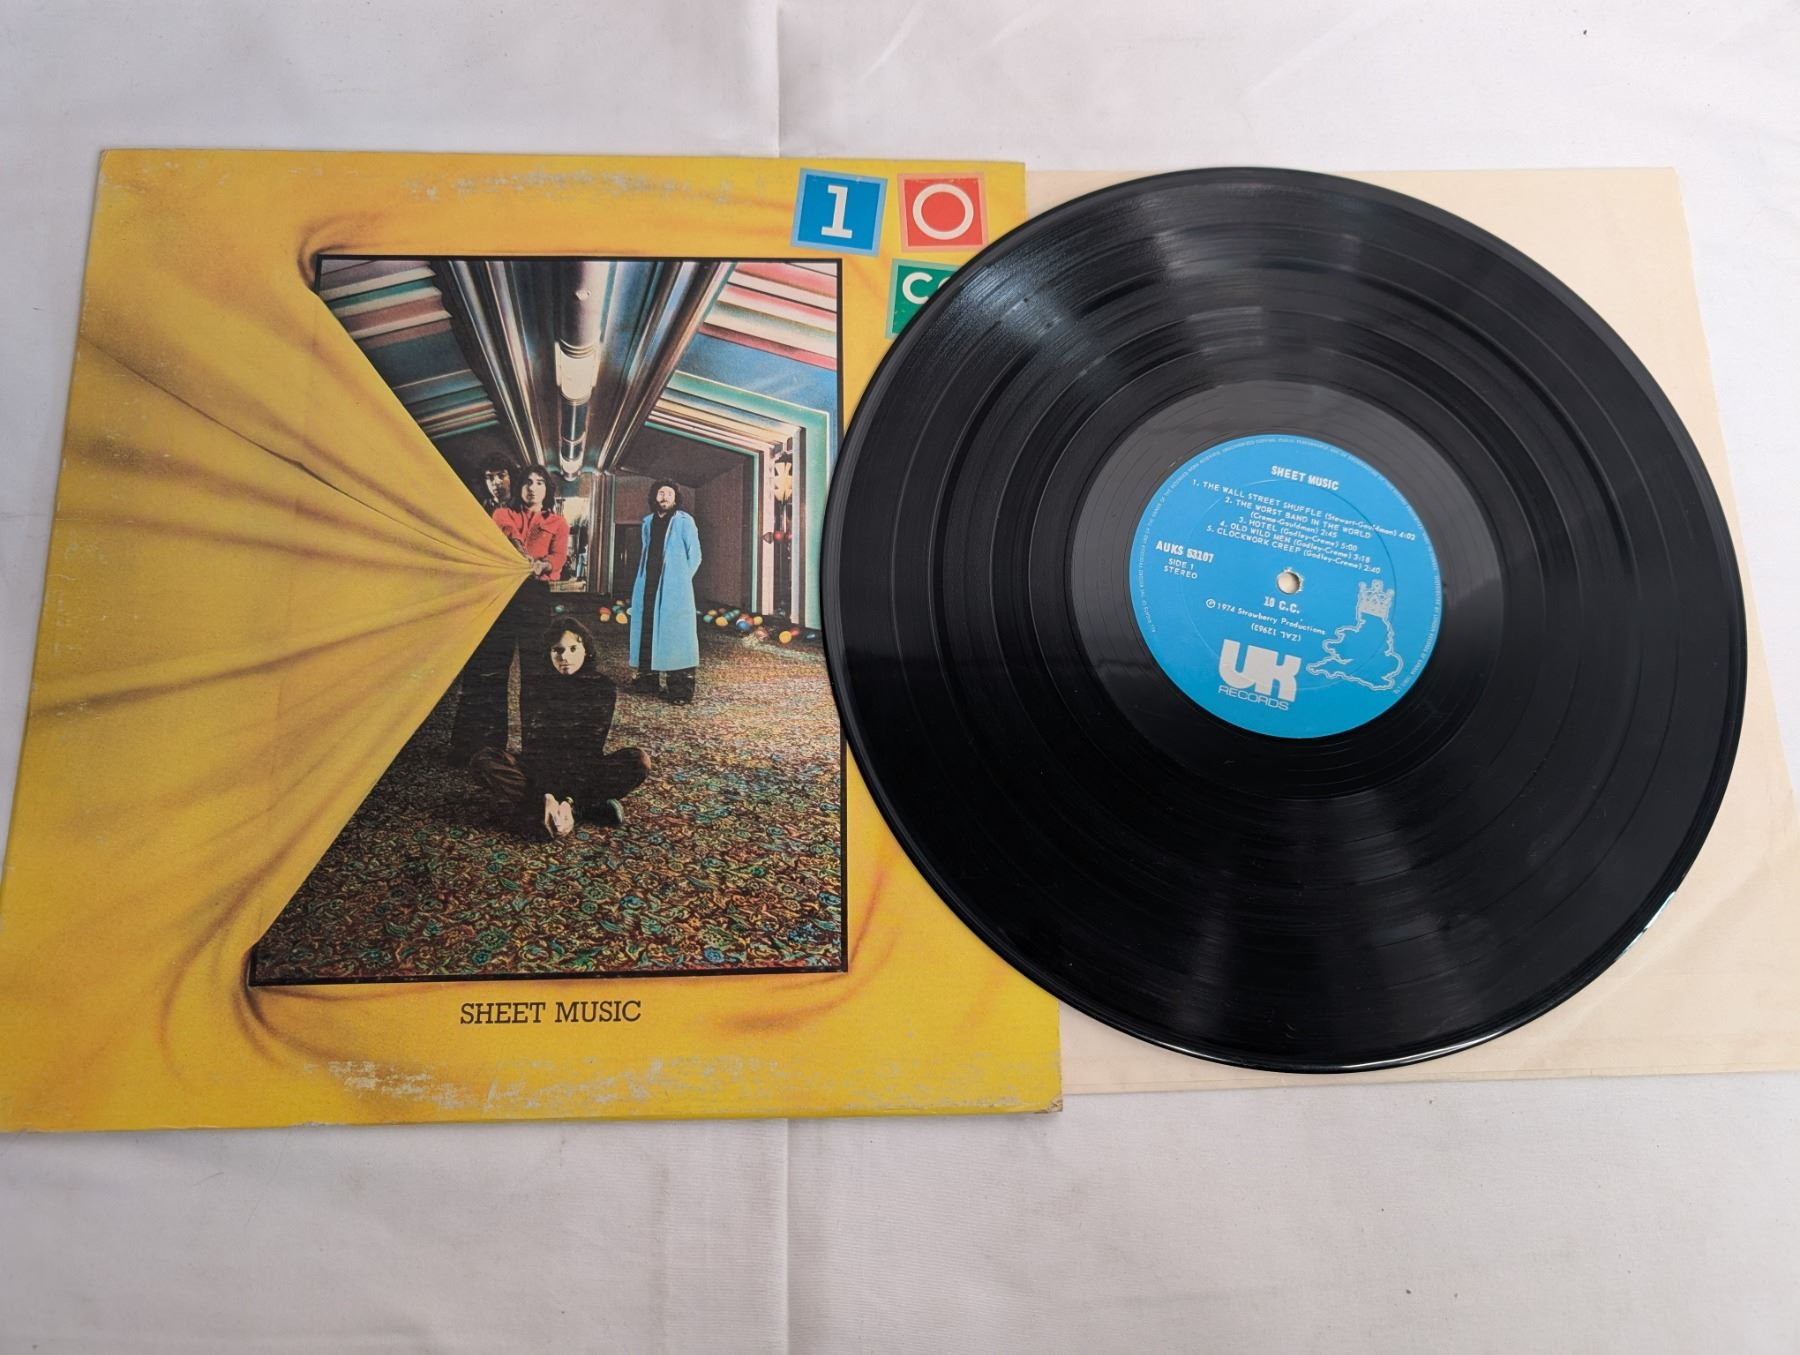 1 0
C
SHEET MUSIC
SHEET MUSIC
1. THE WALL STREET SHUFFLE (Stewart-Gouldman) 4:03
2. THE WORST BAND IN THE WORLD
(Creme-Gouldman) 2:45
3. HOTEL (Godley-Creme) 5:00
4. OLD WILD MEN (Godley-Creme) 3:18
5. CLOCKWORK CREEP (Godley-Creme) 2:40
AUKS 53107
SIDE 1
STEREO
10 C.C.
℗ 1974 Strawberry Productions
(ZAL 12963)
UK
RECORDS